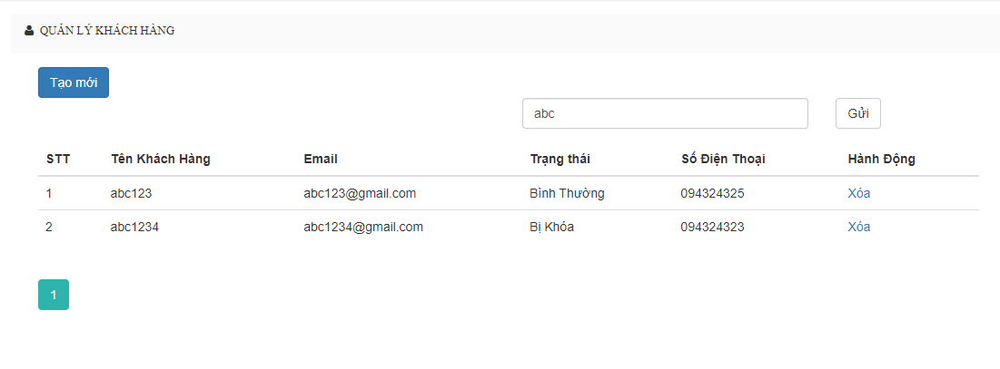 QUẢN LÝ KHÁCH HÀNG
Tạo mới
abc Gửi
STT Tên Khách Hàng Email Trạng thái Số Điện Thoại Hành Động
1 abc123 abc123@gmail.com Bình Thường 094324325 Xóa
2 abc1234 abc1234@gmail.com Bị Khóa 094324323 Xóa
1